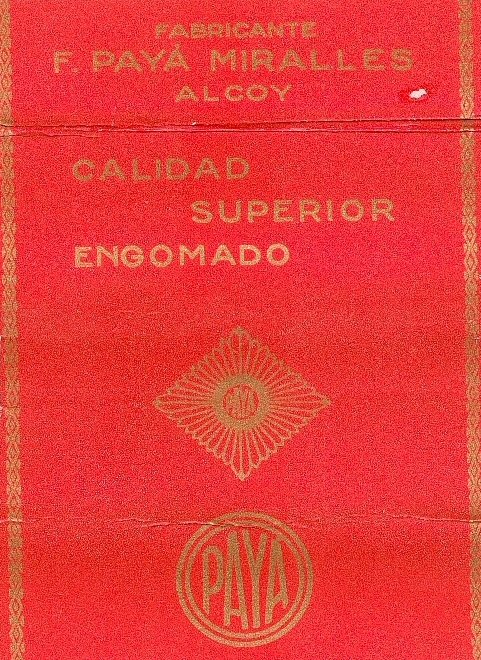 FABRICANTE
F. PAYÁ MIRALLES
ALCOY
CALIDAD
SUPERIOR
ENGOMADO
PAYA
PAYA